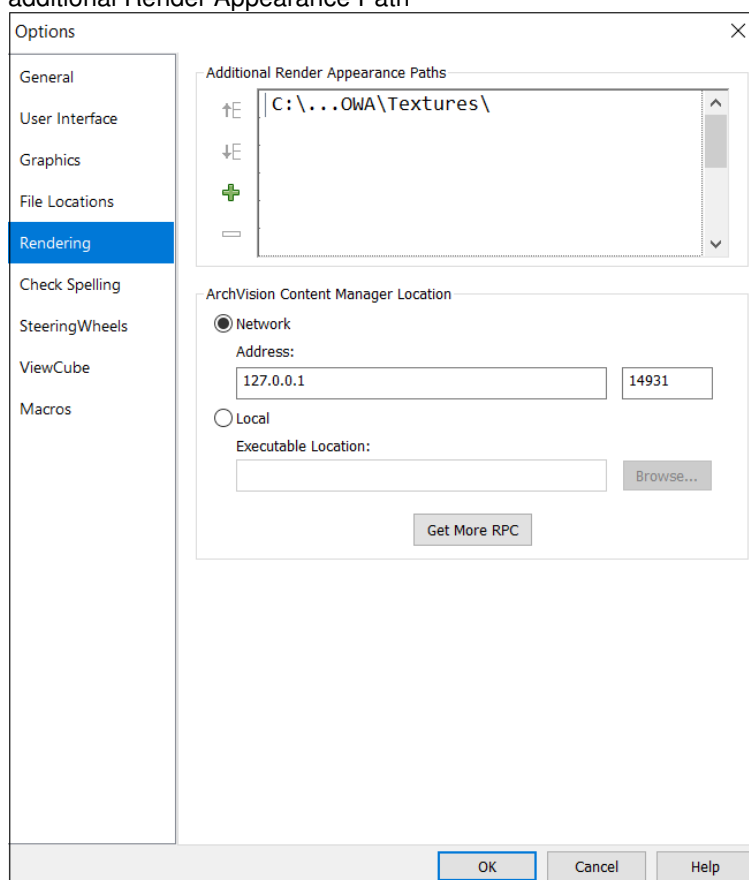 additional Render Appearance Path
Options
General
User Interface
Graphics
File Locations
Rendering
Check Spelling
SteeringWheels
ViewCube
Macros
Additional Render Appearance Paths
C:\...OWA\Textures\
ArchVision Content Manager Location
Network
Address:
127.0.0.1 14931
Local
Executable Location:
Browse...
Get More RPC
OK Cancel Help